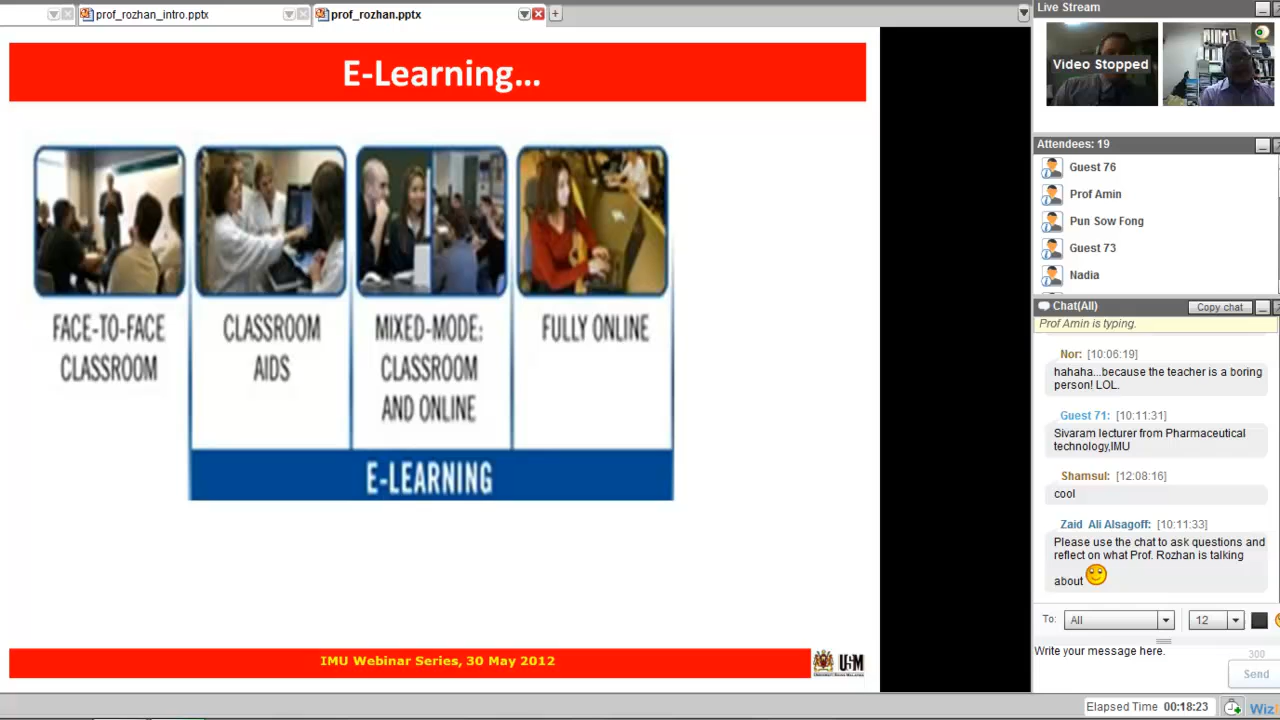 prof_rozhan_intro.pptx
prof_rozhan.pptx
E-Learning...
FACE-TO-FACE
CLASSROOM
CLASSROOM
AIDS
MIXED-MODE:
CLASSROOM
AND ONLINE
FULLY ONLINE
E-LEARNING
IMU Webinar Series, 30 May 2012
USM
Live Stream
Video Stopped
Attendees: 19
Guest 76
Prof Amin
Pun Sow Fong
Guest 73
Nadia
Chat(All)
Copy chat
Prof Amin is typing.
Nor: [10:06:19]
hahaha...because the teacher is a boring
person! LOL.
Guest 71: [10:11:31]
Sivaram lecturer from Pharmaceutical
technology,IMU
Shamsul: [12:08:16]
cool
Zaid Ali Alsagoff: [10:11:33]
Please use the chat to ask questions and
reflect on what Prof. Rozhan is talking
about
To: All 12
Write your message here.
300
Send
Elapsed Time 00:18:23
Wiz